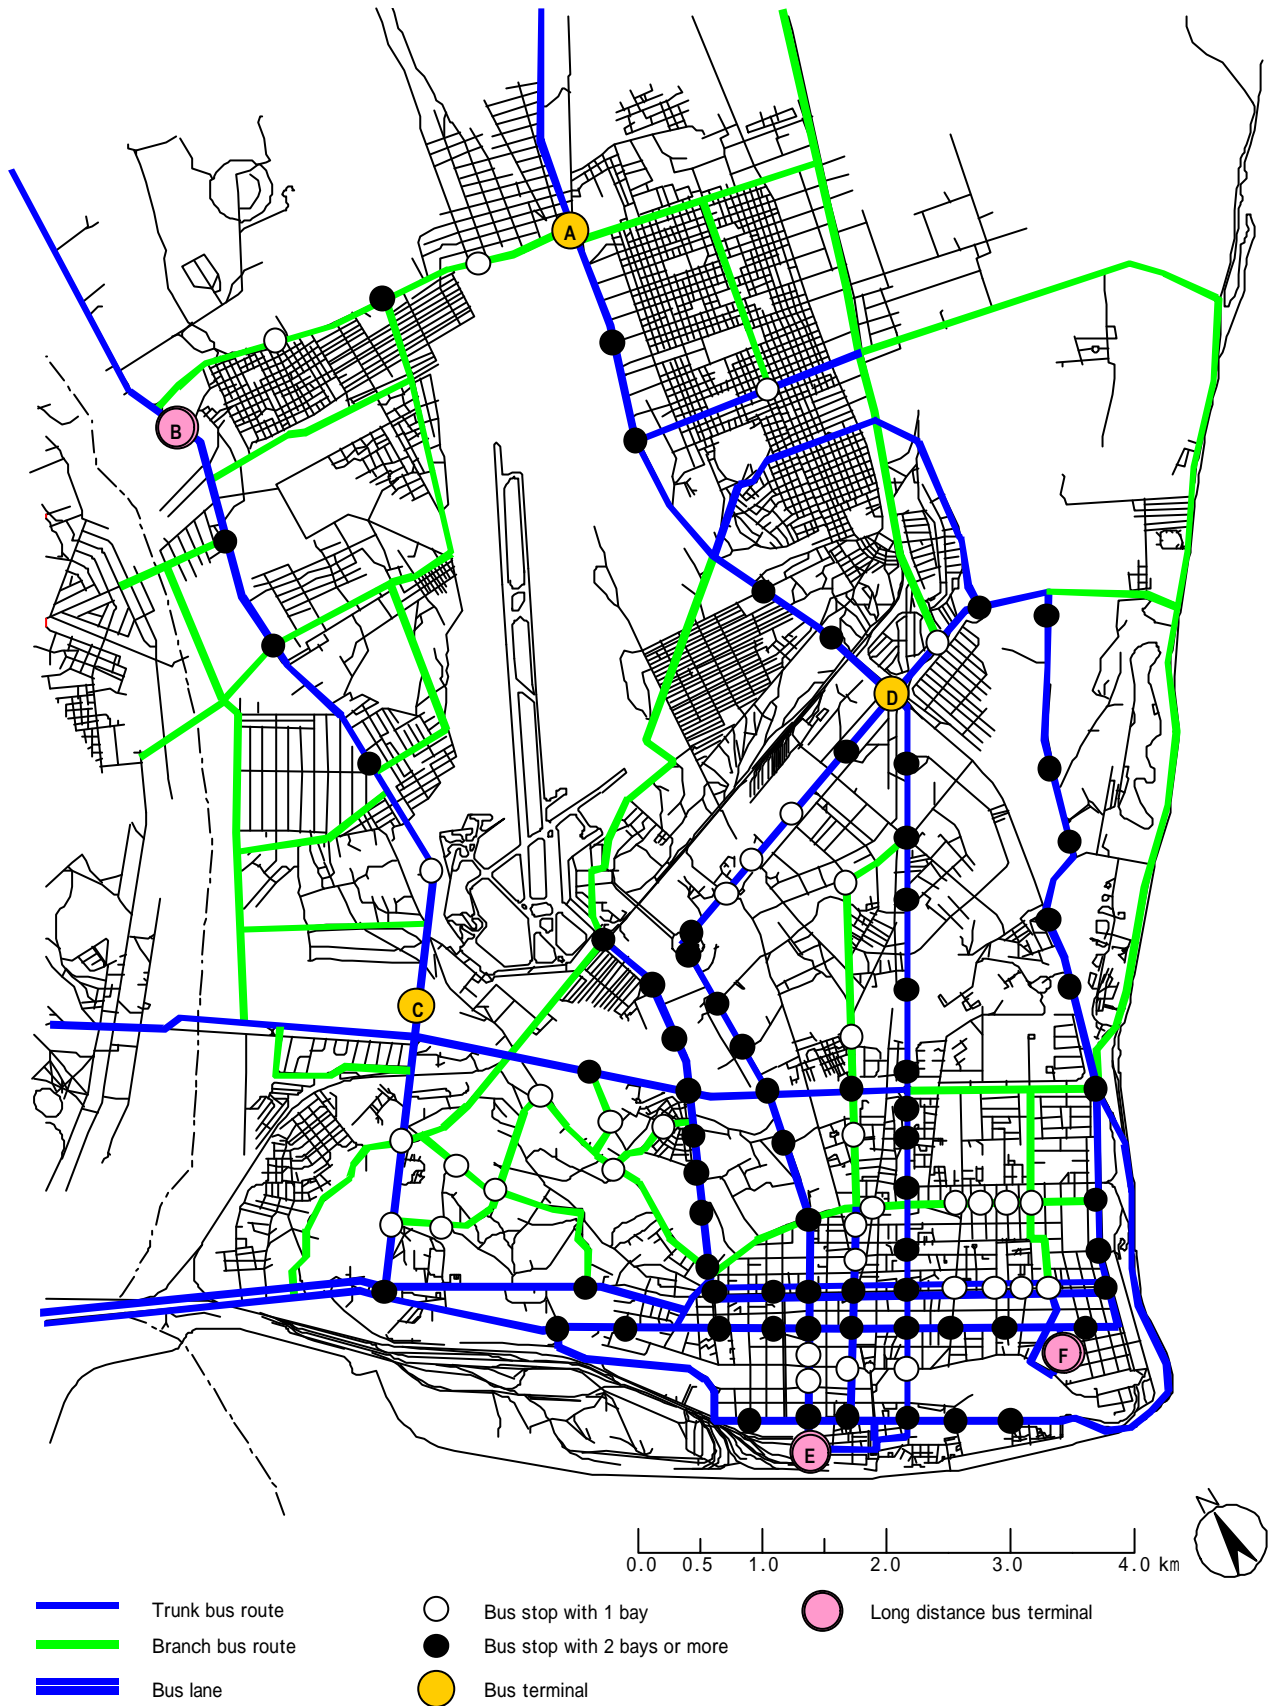 A
B
D
C
F
E
N
0.0 0.5 1.0 2.0 3.0 4.0 km
Trunk bus route
Bus stop with 1 bay
Long distance bus terminal
Branch bus route
Bus stop with 2 bays or more
Bus lane
Bus terminal